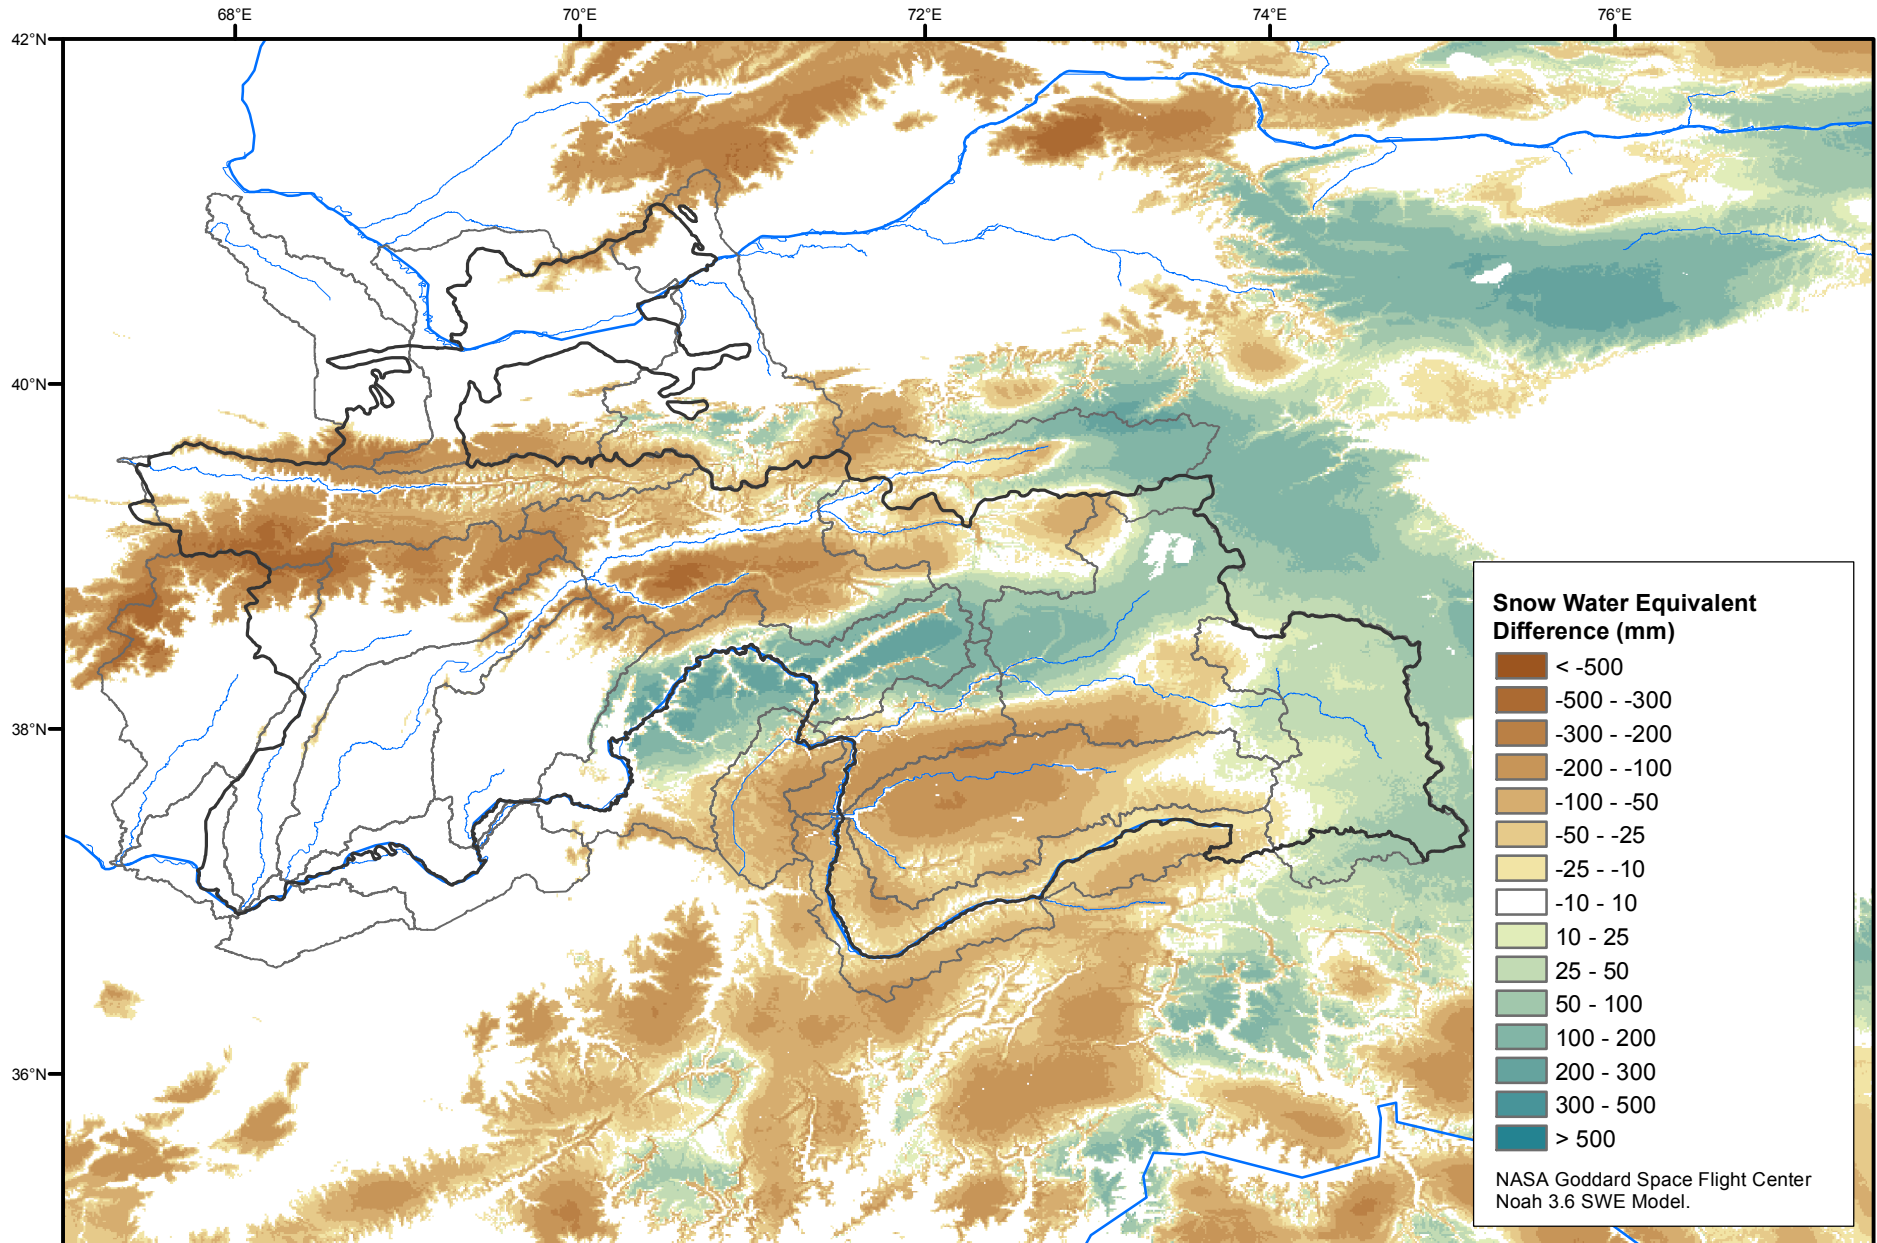 68°E
70°E
72°E
74°E
76°E
42°N
40°N
38°N
36°N
Snow Water Equivalent
Difference (mm)
< -500
-500 - -300
-300 - -200
-200 - -100
-100 - -50
-50 - -25
-25 - -10
-10 - 10
10 - 25
25 - 50
50 - 100
100 - 200
200 - 300
300 - 500
> 500
NASA Goddard Space Flight Center
Noah 3.6 SWE Model.